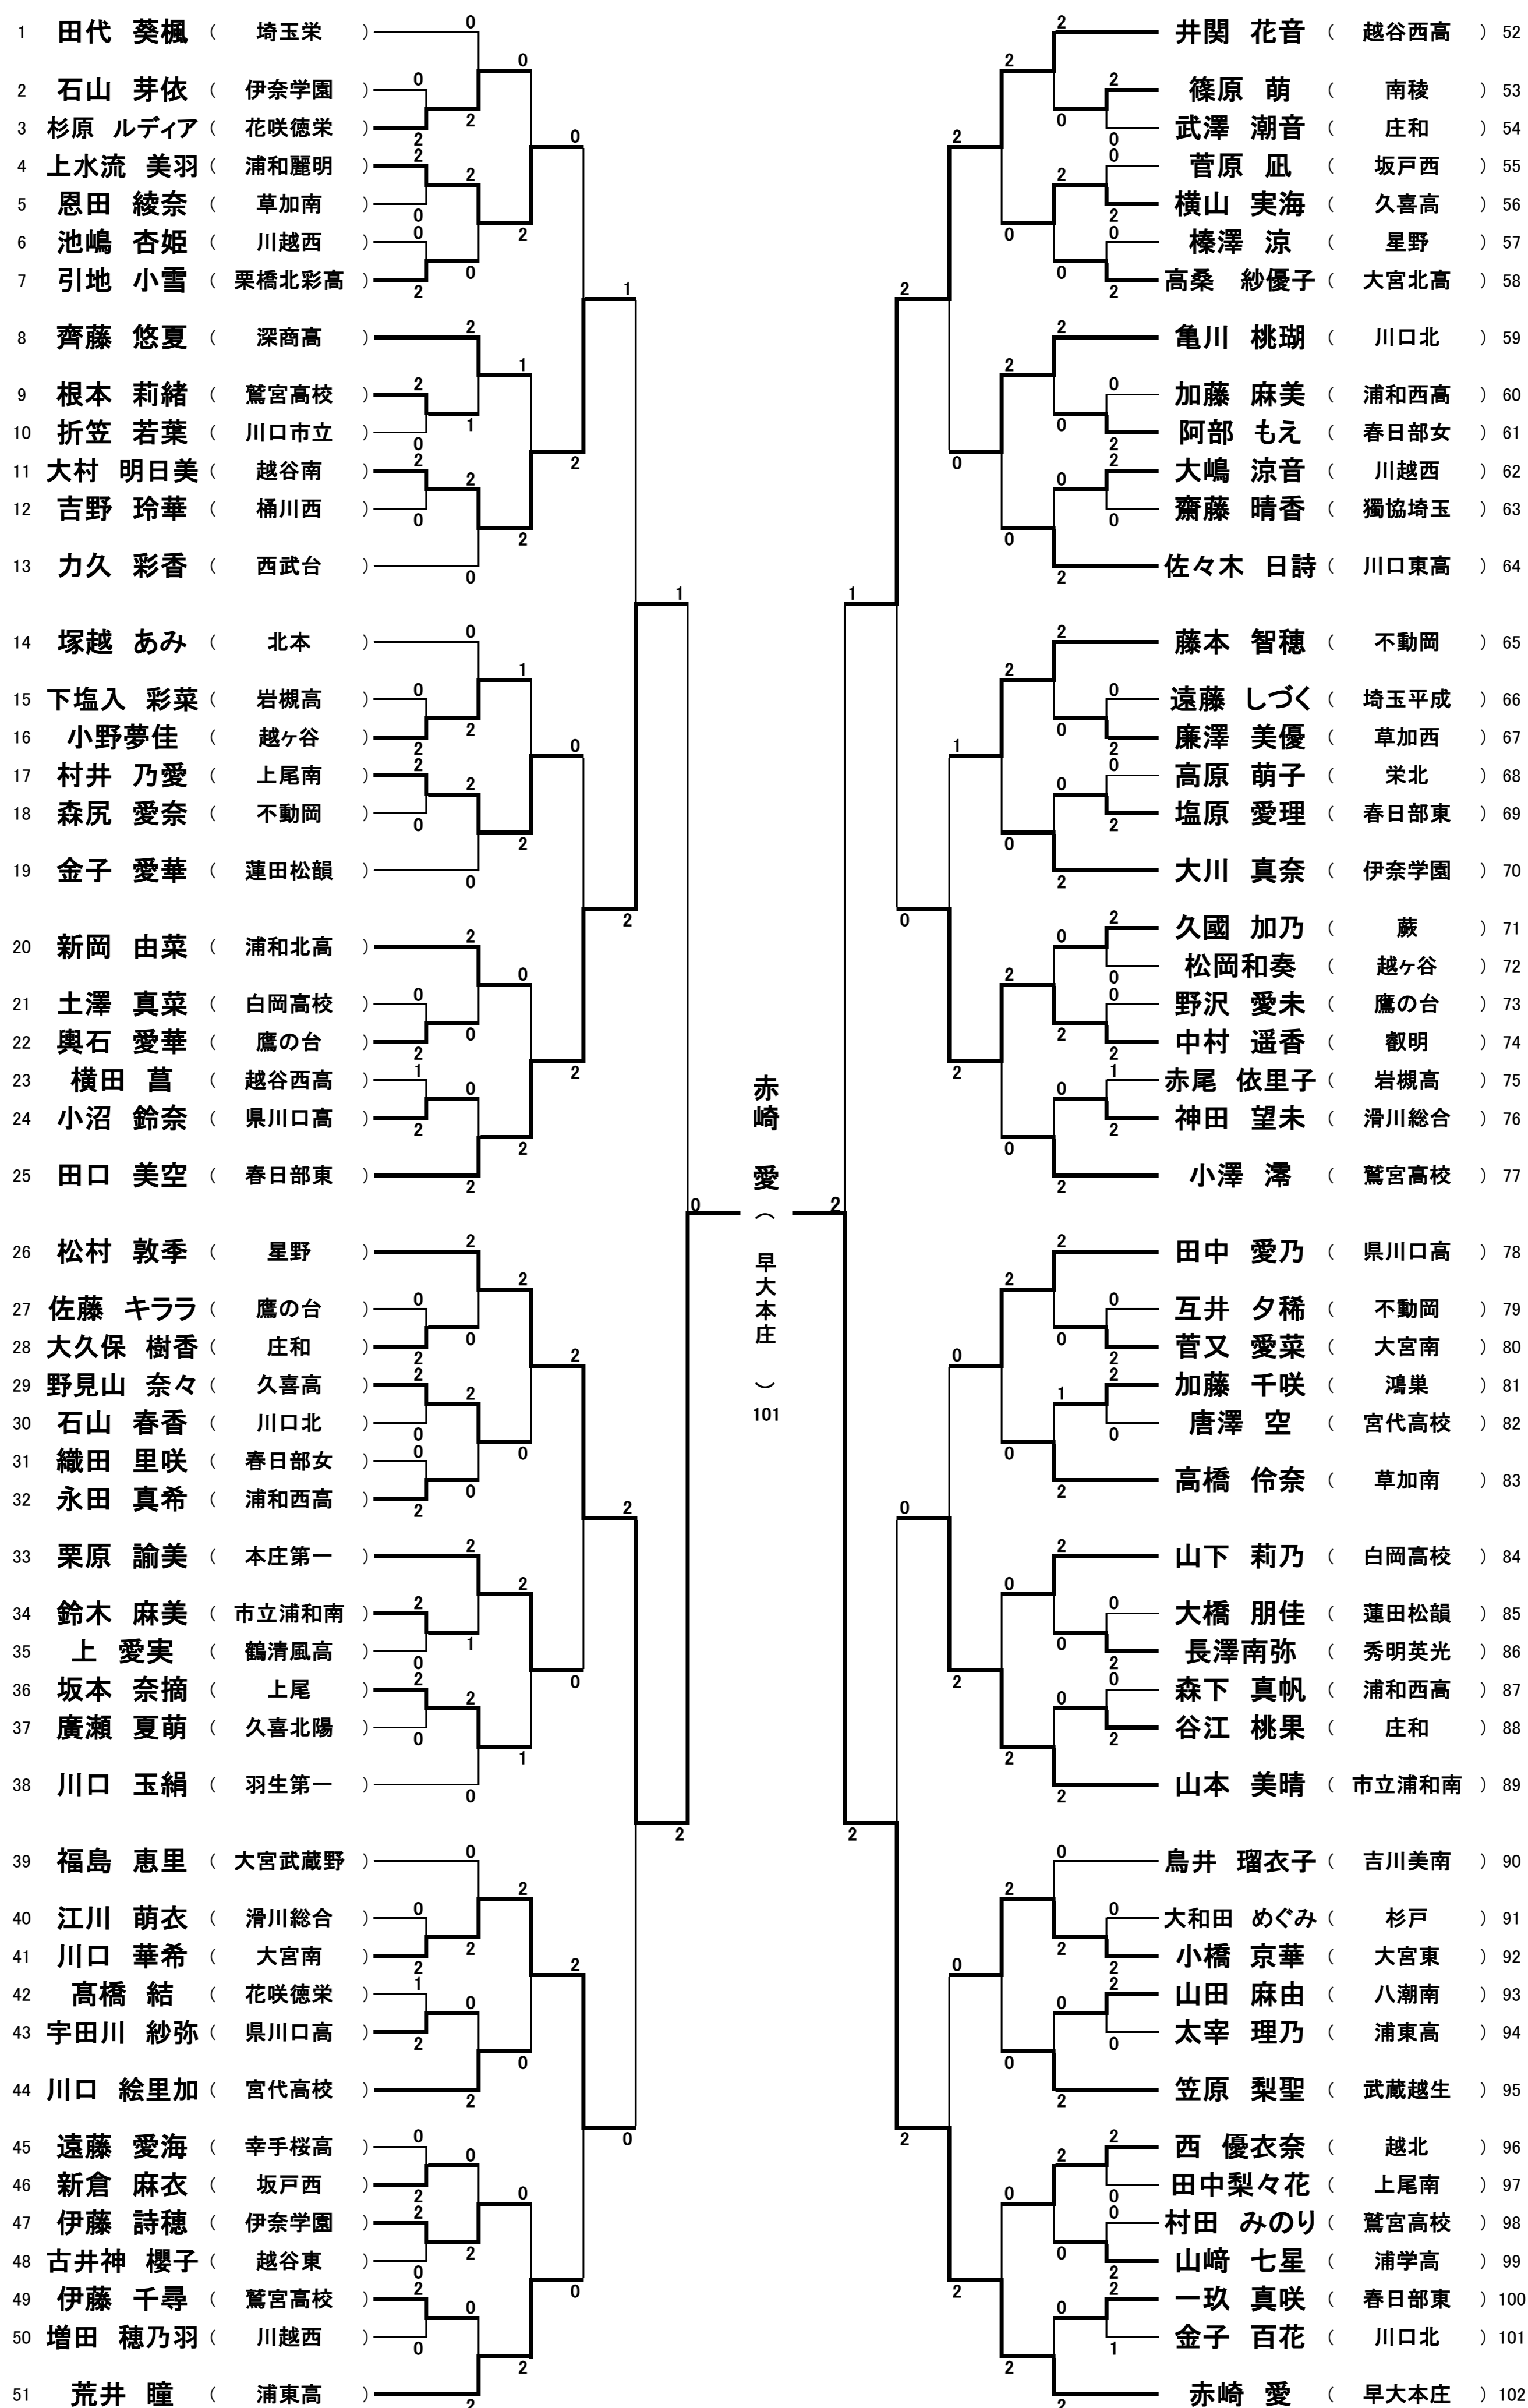 1 田代 葵楓 ( 埼玉栄 )
2 石山 芽依 ( 伊奈学園 )
3 杉原 ルディア ( 花咲徳栄 )
4 上水流 美羽 ( 浦和麗明 )
5 恩田 綾奈 ( 草加南 )
6 池嶋 杏姫 ( 川越西 )
7 引地 小雪 ( 栗橋北彩高 )
8 齊藤 悠夏 ( 深商高 )
9 根本 莉緒 ( 鷲宮高校 )
10 折笠 若葉 ( 川口市立 )
11 大村 明日美 ( 越谷南 )
12 吉野 玲華 ( 桶川西 )
13 力久 彩香 ( 西武台 )
14 塚越 あみ ( 北本 )
15 下塩入 彩菜 ( 岩槻高 )
16 小野夢佳 ( 越ヶ谷 )
17 村井 乃愛 ( 上尾南 )
18 森尻 愛奈 ( 不動岡 )
19 金子 愛華 ( 蓮田松韻 )
20 新岡 由菜 ( 浦和北高 )
21 土澤 真菜 ( 白岡高校 )
22 輿石 愛華 ( 鷹の台 )
23 横田 菖 ( 越谷西高 )
24 小沼 鈴奈 ( 県川口高 )
25 田口 美空 ( 春日部東 )
26 松村 敦季 ( 星野 )
27 佐藤 キララ ( 鷹の台 )
28 大久保 樹香 ( 庄和 )
29 野見山 奈々 ( 久喜高 )
30 石山 春香 ( 川口北 )
31 織田 里咲 ( 春日部女 )
32 永田 真希 ( 浦和西高 )
33 栗原 諭美 ( 本庄第一 )
34 鈴木 麻美 ( 市立浦和南 )
35 上 愛実 ( 鶴清風高 )
36 坂本 奈摘 ( 上尾 )
37 廣瀬 夏萌 ( 久喜北陽 )
38 川口 玉絹 ( 羽生第一 )
39 福島 恵里 ( 大宮武蔵野 )
40 江川 萌衣 ( 滑川総合 )
41 川口 華希 ( 大宮南 )
42 髙橋 結 ( 花咲徳栄 )
43 宇田川 紗弥 ( 県川口高 )
44 川口 絵里加 ( 宮代高校 )
45 遠藤 愛海 ( 幸手桜高 )
46 新倉 麻衣 ( 坂戸西 )
47 伊藤 詩穂 ( 伊奈学園 )
48 古井神 櫻子 ( 越谷東 )
49 伊藤 千尋 ( 鷲宮高校 )
50 増田 穂乃羽 ( 川越西 )
51 荒井 瞳 ( 浦東高 )
赤崎 愛 ( 早大本庄 )
101
井関 花音 ( 越谷西高 ) 52
篠原 萌 ( 南稜 ) 53
武澤 潮音 ( 庄和 ) 54
菅原 凪 ( 坂戸西 ) 55
横山 実海 ( 久喜高 ) 56
榛澤 涼 ( 星野 ) 57
高桑 紗優子 ( 大宮北高 ) 58
亀川 桃瑚 ( 川口北 ) 59
加藤 麻美 ( 浦和西高 ) 60
阿部 もえ ( 春日部女 ) 61
大嶋 涼音 ( 川越西 ) 62
齋藤 晴香 ( 獨協埼玉 ) 63
佐々木 日詩 ( 川口東高 ) 64
藤本 智穂 ( 不動岡 ) 65
遠藤 しづく ( 埼玉平成 ) 66
廉澤 美優 ( 草加西 ) 67
高原 萌子 ( 栄北 ) 68
塩原 愛理 ( 春日部東 ) 69
大川 真奈 ( 伊奈学園 ) 70
久國 加乃 ( 蕨 ) 71
松岡和奏 ( 越ヶ谷 ) 72
野沢 愛未 ( 鷹の台 ) 73
中村 遥香 ( 叡明 ) 74
赤尾 依里子 ( 岩槻高 ) 75
神田 望未 ( 滑川総合 ) 76
小澤 澪 ( 鷲宮高校 ) 77
田中 愛乃 ( 県川口高 ) 78
互井 夕稀 ( 不動岡 ) 79
菅又 愛菜 ( 大宮南 ) 80
加藤 千咲 ( 鴻巣 ) 81
唐澤 空 ( 宮代高校 ) 82
高橋 伶奈 ( 草加南 ) 83
山下 莉乃 ( 白岡高校 ) 84
大橋 朋佳 ( 蓮田松韻 ) 85
長澤南弥 ( 秀明英光 ) 86
森下 真帆 ( 浦和西高 ) 87
谷江 桃果 ( 庄和 ) 88
山本 美晴 ( 市立浦和南 ) 89
鳥井 瑠衣子 ( 吉川美南 ) 90
大和田 めぐみ ( 杉戸 ) 91
小橋 京華 ( 大宮東 ) 92
山田 麻由 ( 八潮南 ) 93
太宰 理乃 ( 浦東高 ) 94
笠原 梨聖 ( 武蔵越生 ) 95
西 優衣奈 ( 越北 ) 96
田中梨々花 ( 上尾南 ) 97
村田 みのり ( 鷲宮高校 ) 98
山﨑 七星 ( 浦学高 ) 99
一玖 真咲 ( 春日部東 ) 100
金子 百花 ( 川口北 ) 101
赤崎 愛 ( 早大本庄 ) 102